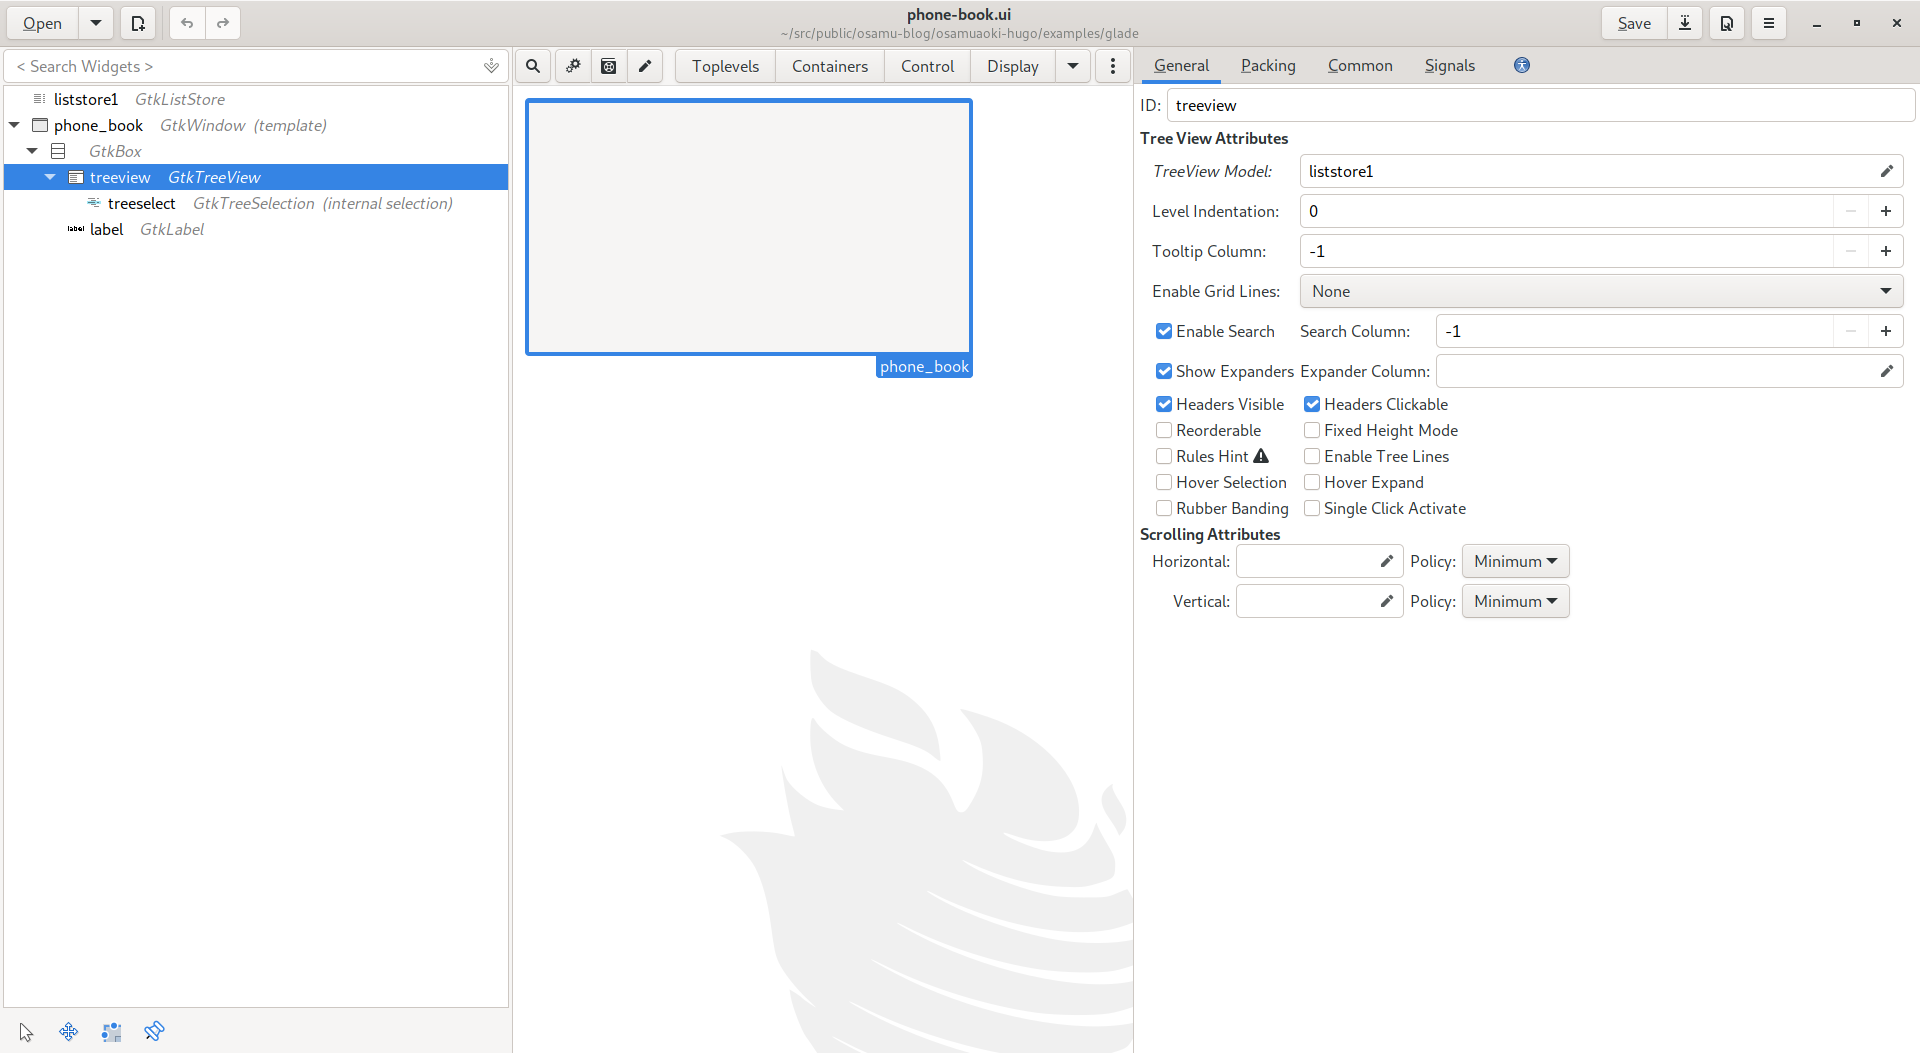 Open
phone-book.ui
~/src/public/osamu-blog/osamuaoki-hugo/examples/glade
Save
< Search Widgets >
liststore1 GtkListStore
phone_book GtkWindow (template)
GtkBox
treeview GtkTreeView
treeselect GtkTreeSelection (internal selection)
label label GtkLabel
Toplevels Containers Control Display
phone_book
General Packing Common Signals
ID: treeview
Tree View Attributes
TreeView Model: liststore1
Level Indentation: 0
Tooltip Column: -1
Enable Grid Lines: None
Enable Search Search Column: -1
Show Expanders Expander Column:
Headers Visible Headers Clickable
Reorderable Fixed Height Mode
Rules Hint Enable Tree Lines
Hover Selection Hover Expand
Rubber Banding Single Click Activate
Scrolling Attributes
Horizontal: Policy: Minimum
Vertical: Policy: Minimum